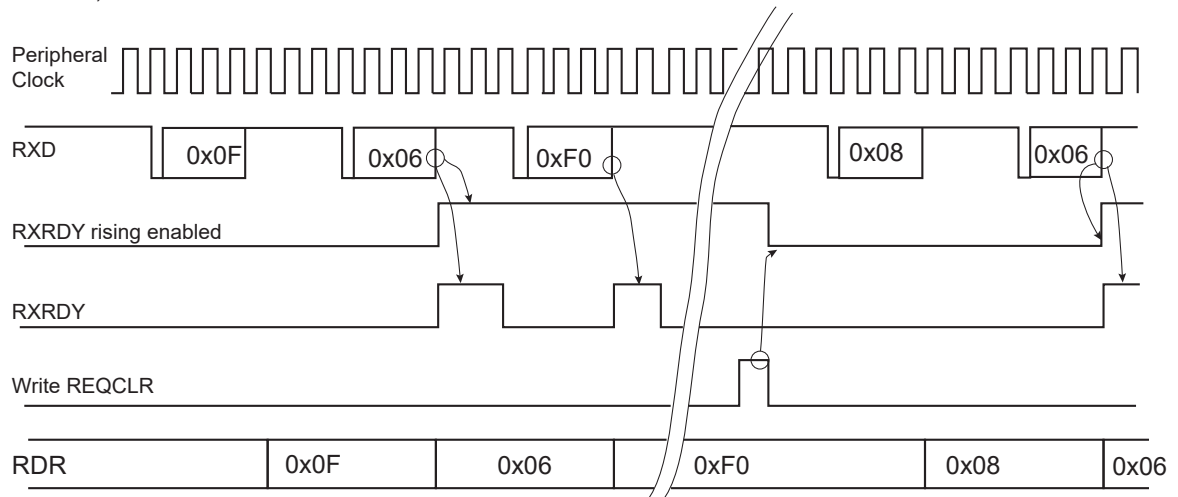 Peripheral
Clock
RXD
0x0F
0x06
0xF0
0x08
0x06
RXRDY rising enabled
RXRDY
Write REQCLR
RDR
0x0F
0x06
0xF0
0x08
0x06